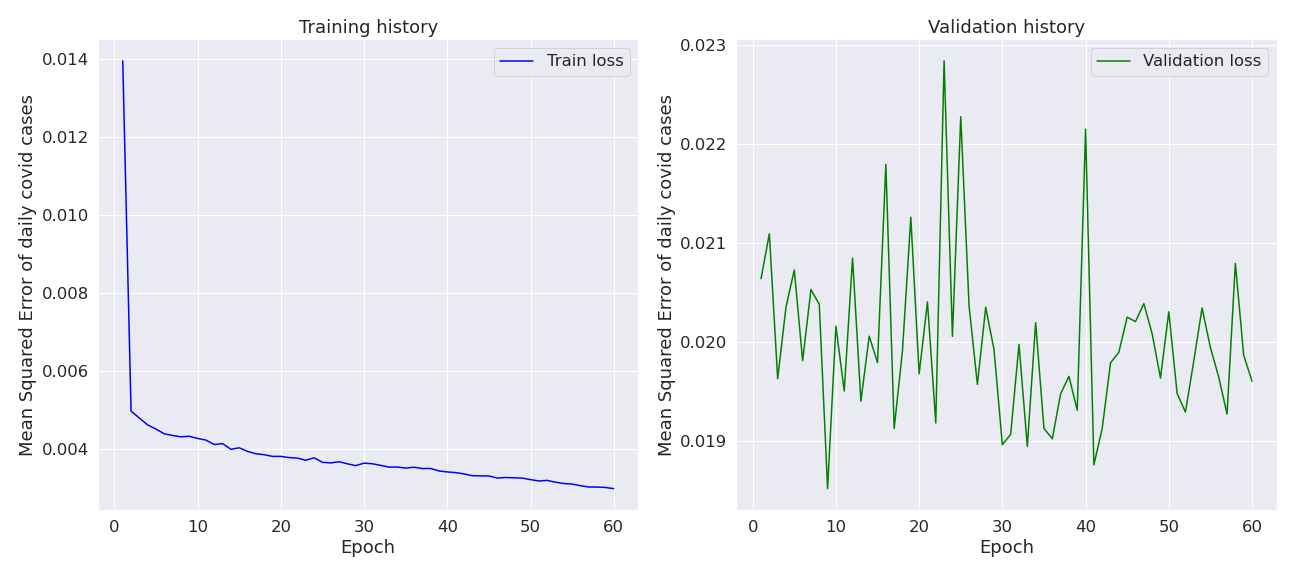 Training history
Train loss
Mean Squared Error of daily covid cases
0.014
0.012
0.010
0.008
0.006
0.004
0 10 20 30 40 50 60
Epoch
Validation history
Validation loss
Mean Squared Error of daily covid cases
0.023
0.022
0.021
0.020
0.019
0 10 20 30 40 50 60
Epoch